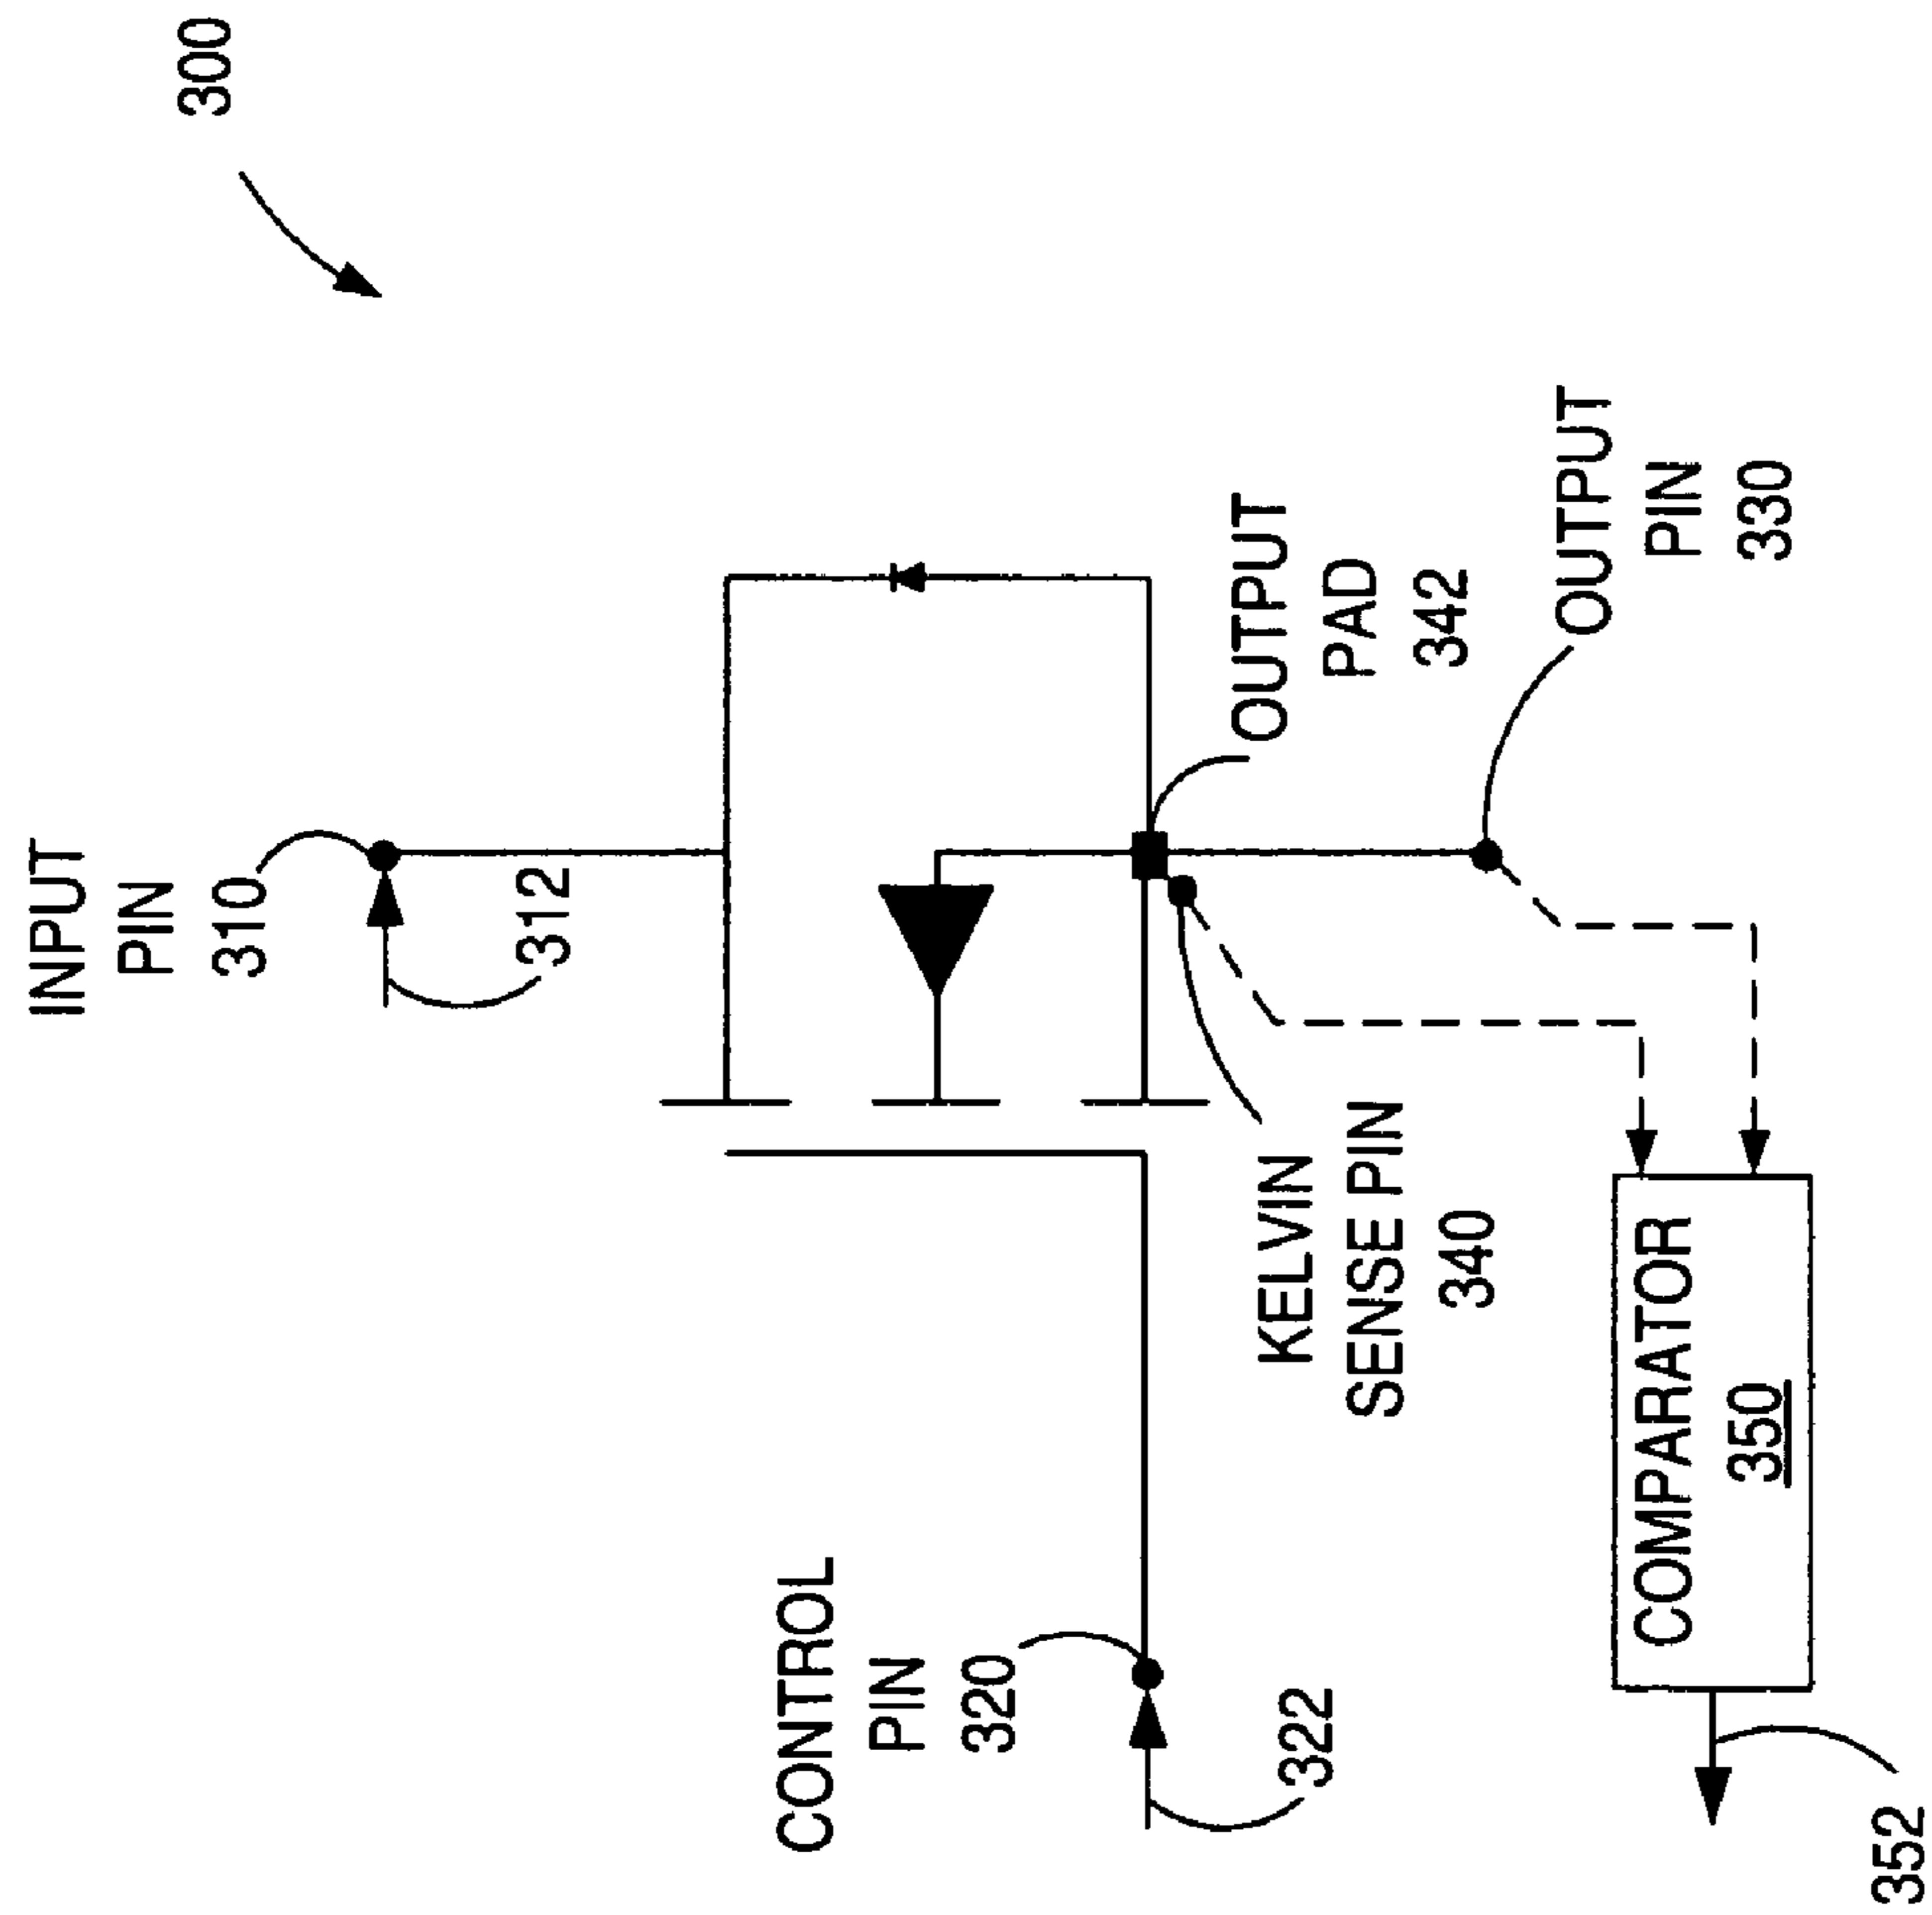 300
INPUT
PIN
310
312
CONTROL
PIN
320
322
OUTPUT
PAD
342
KELVIN
SENSE PIN
340
OUTPUT
PIN
330
COMPARATOR
350
352